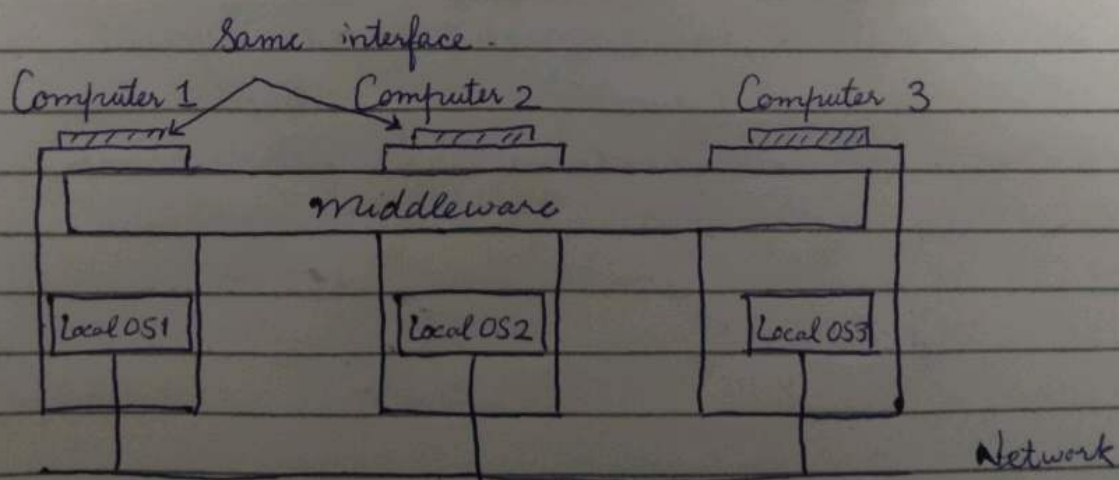 Same interface.
Computer 1 Computer 2 Computer 3
Middleware
Local OS1 Local OS2 Local OS3
Network